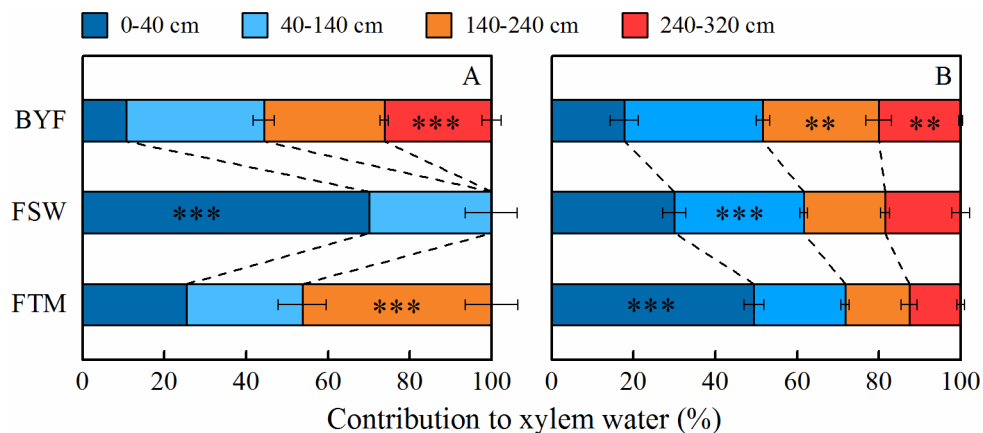 0-40 cm 40-140 cm 140-240 cm 240-320 cm
A B
BYF *** ** **
FSW *** ***
FTM *** ***
0 20 40 60 80 100 0 20 40 60 80 100
Contribution to xylem water (%)